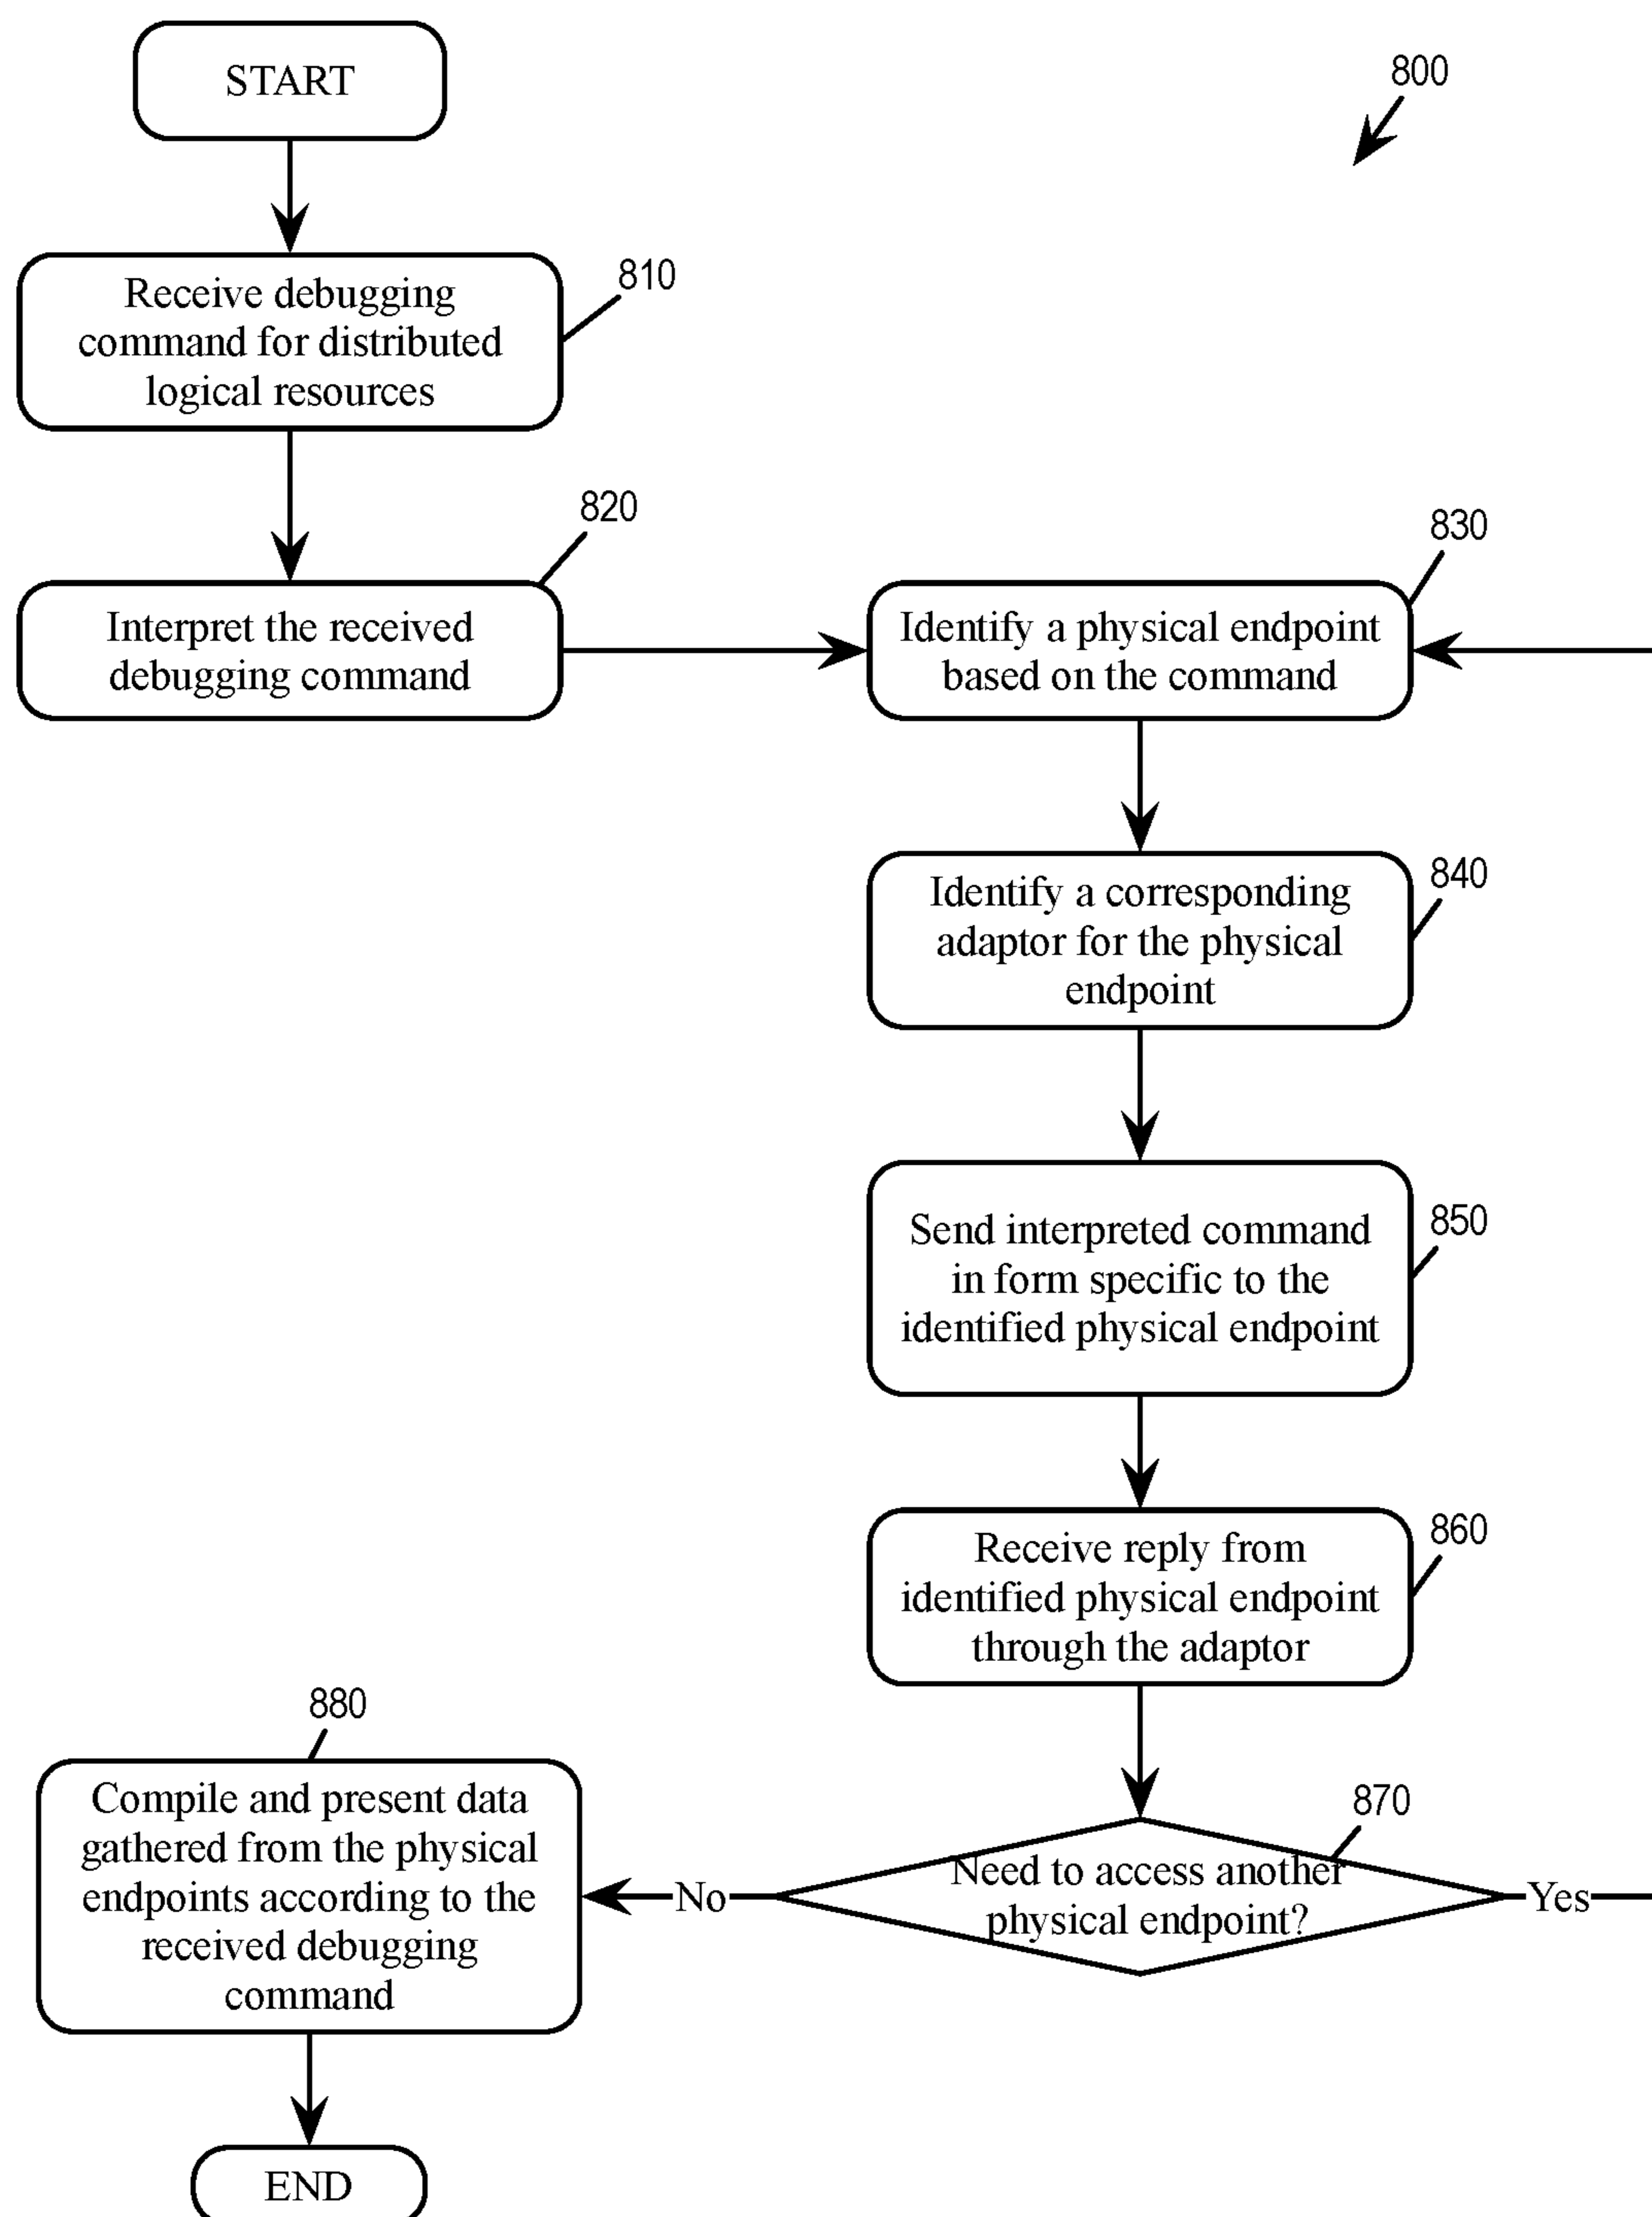 START
800
Receive debugging
command for distributed
logical resources
810
Interpret the received
debugging command
820
Identify a physical endpoint
based on the command
830
Identify a corresponding
adaptor for the physical
endpoint
840
Send interpreted command
in form specific to the
identified physical endpoint
850
Receive reply from
identified physical endpoint
through the adaptor
860
Need to access another
physical endpoint?
870
Yes
No
880
Compile and present data
gathered from the physical
endpoints according to the
received debugging
command
END